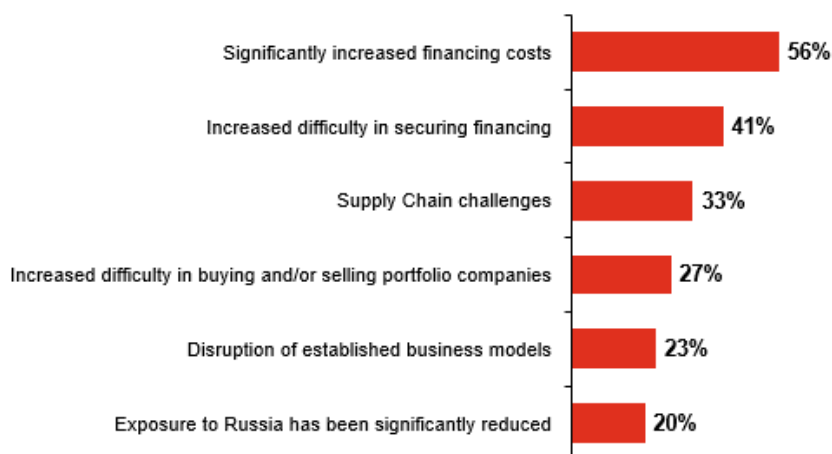 Significantly increased financing costs 56%
Increased difficulty in securing financing 41%
Supply Chain challenges 33%
Increased difficulty in buying and/or selling portfolio companies 27%
Disruption of established business models 23%
Exposure to Russia has been significantly reduced 20%